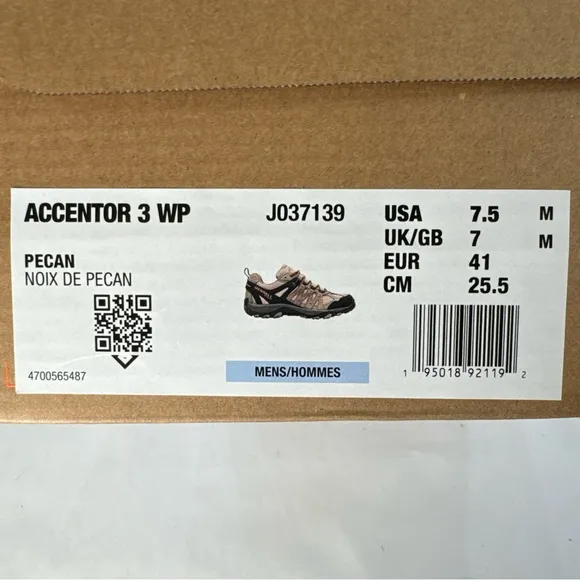 ACCENTOR 3 WP J037139
PECAN
NOIX DE PECAN
4700565487
MENS/HOMMES
USA 7.5 M
UK/GB 7 M
EUR 41
CM 25.5
1 95018 92119 2